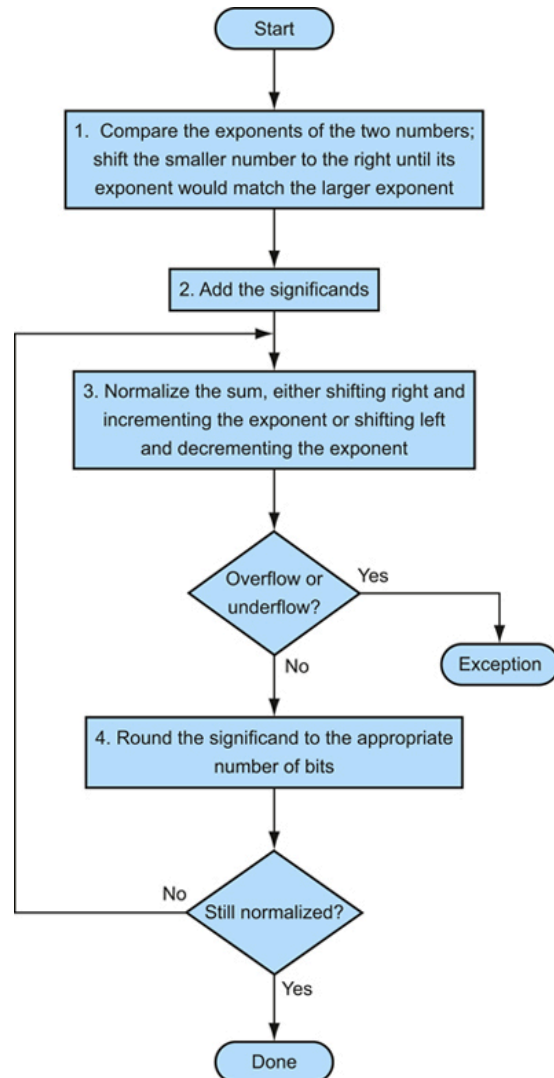 Start
1. Compare the exponents of the two numbers;
shift the smaller number to the right until its
exponent would match the larger exponent
2. Add the significands
3. Normalize the sum, either shifting right and
incrementing the exponent or shifting left
and decrementing the exponent
Overflow or
underflow?
Yes
No
Exception
4. Round the significand to the appropriate
number of bits
No
Still normalized?
Yes
Done